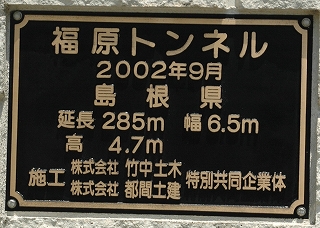 福原トンネル
2002年9月
島根県
延長 285m 幅 6.5m
高 4.7m
施工 株式会社 竹中土木 特別共同企業体
株式会社 都間土建